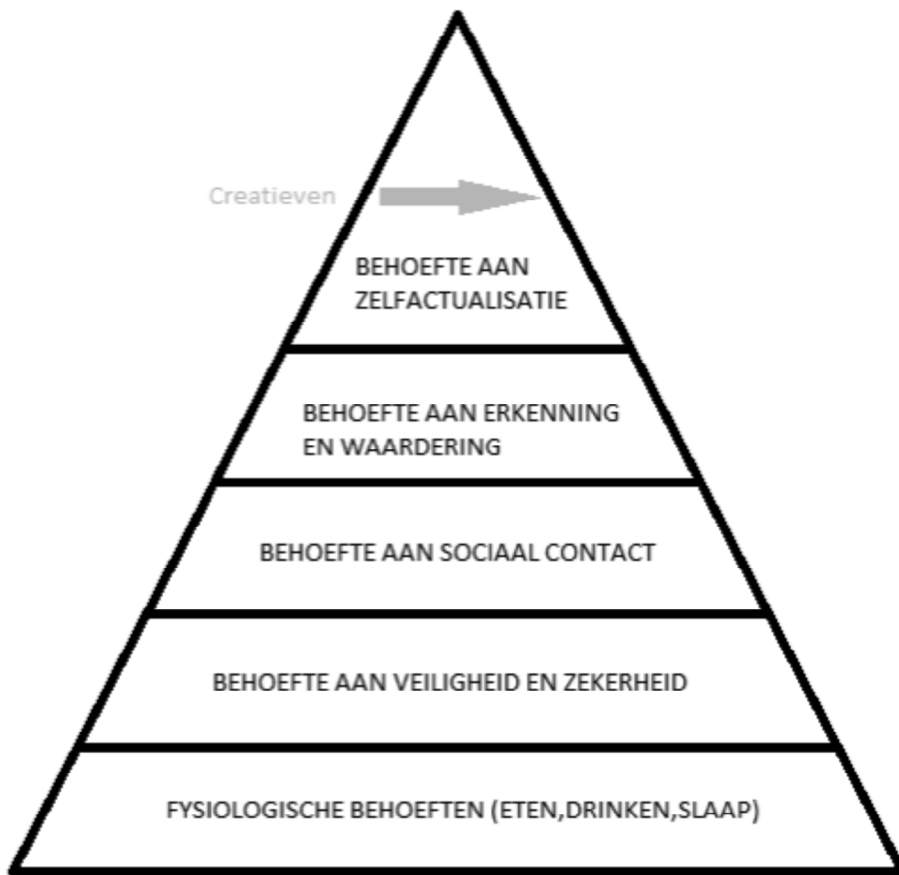 Creatieven
BEHOEFTE AAN
ZELFACTUALISATIE
BEHOEFTE AAN ERKENNING
EN WAARDERING
BEHOEFTE AAN SOCIAAL CONTACT
BEHOEFTE AAN VEILIGHEID EN ZEKERHEID
FYSIOLOGISCHE BEHOEFTEN (ETEN,DRINKEN,SLAAP)